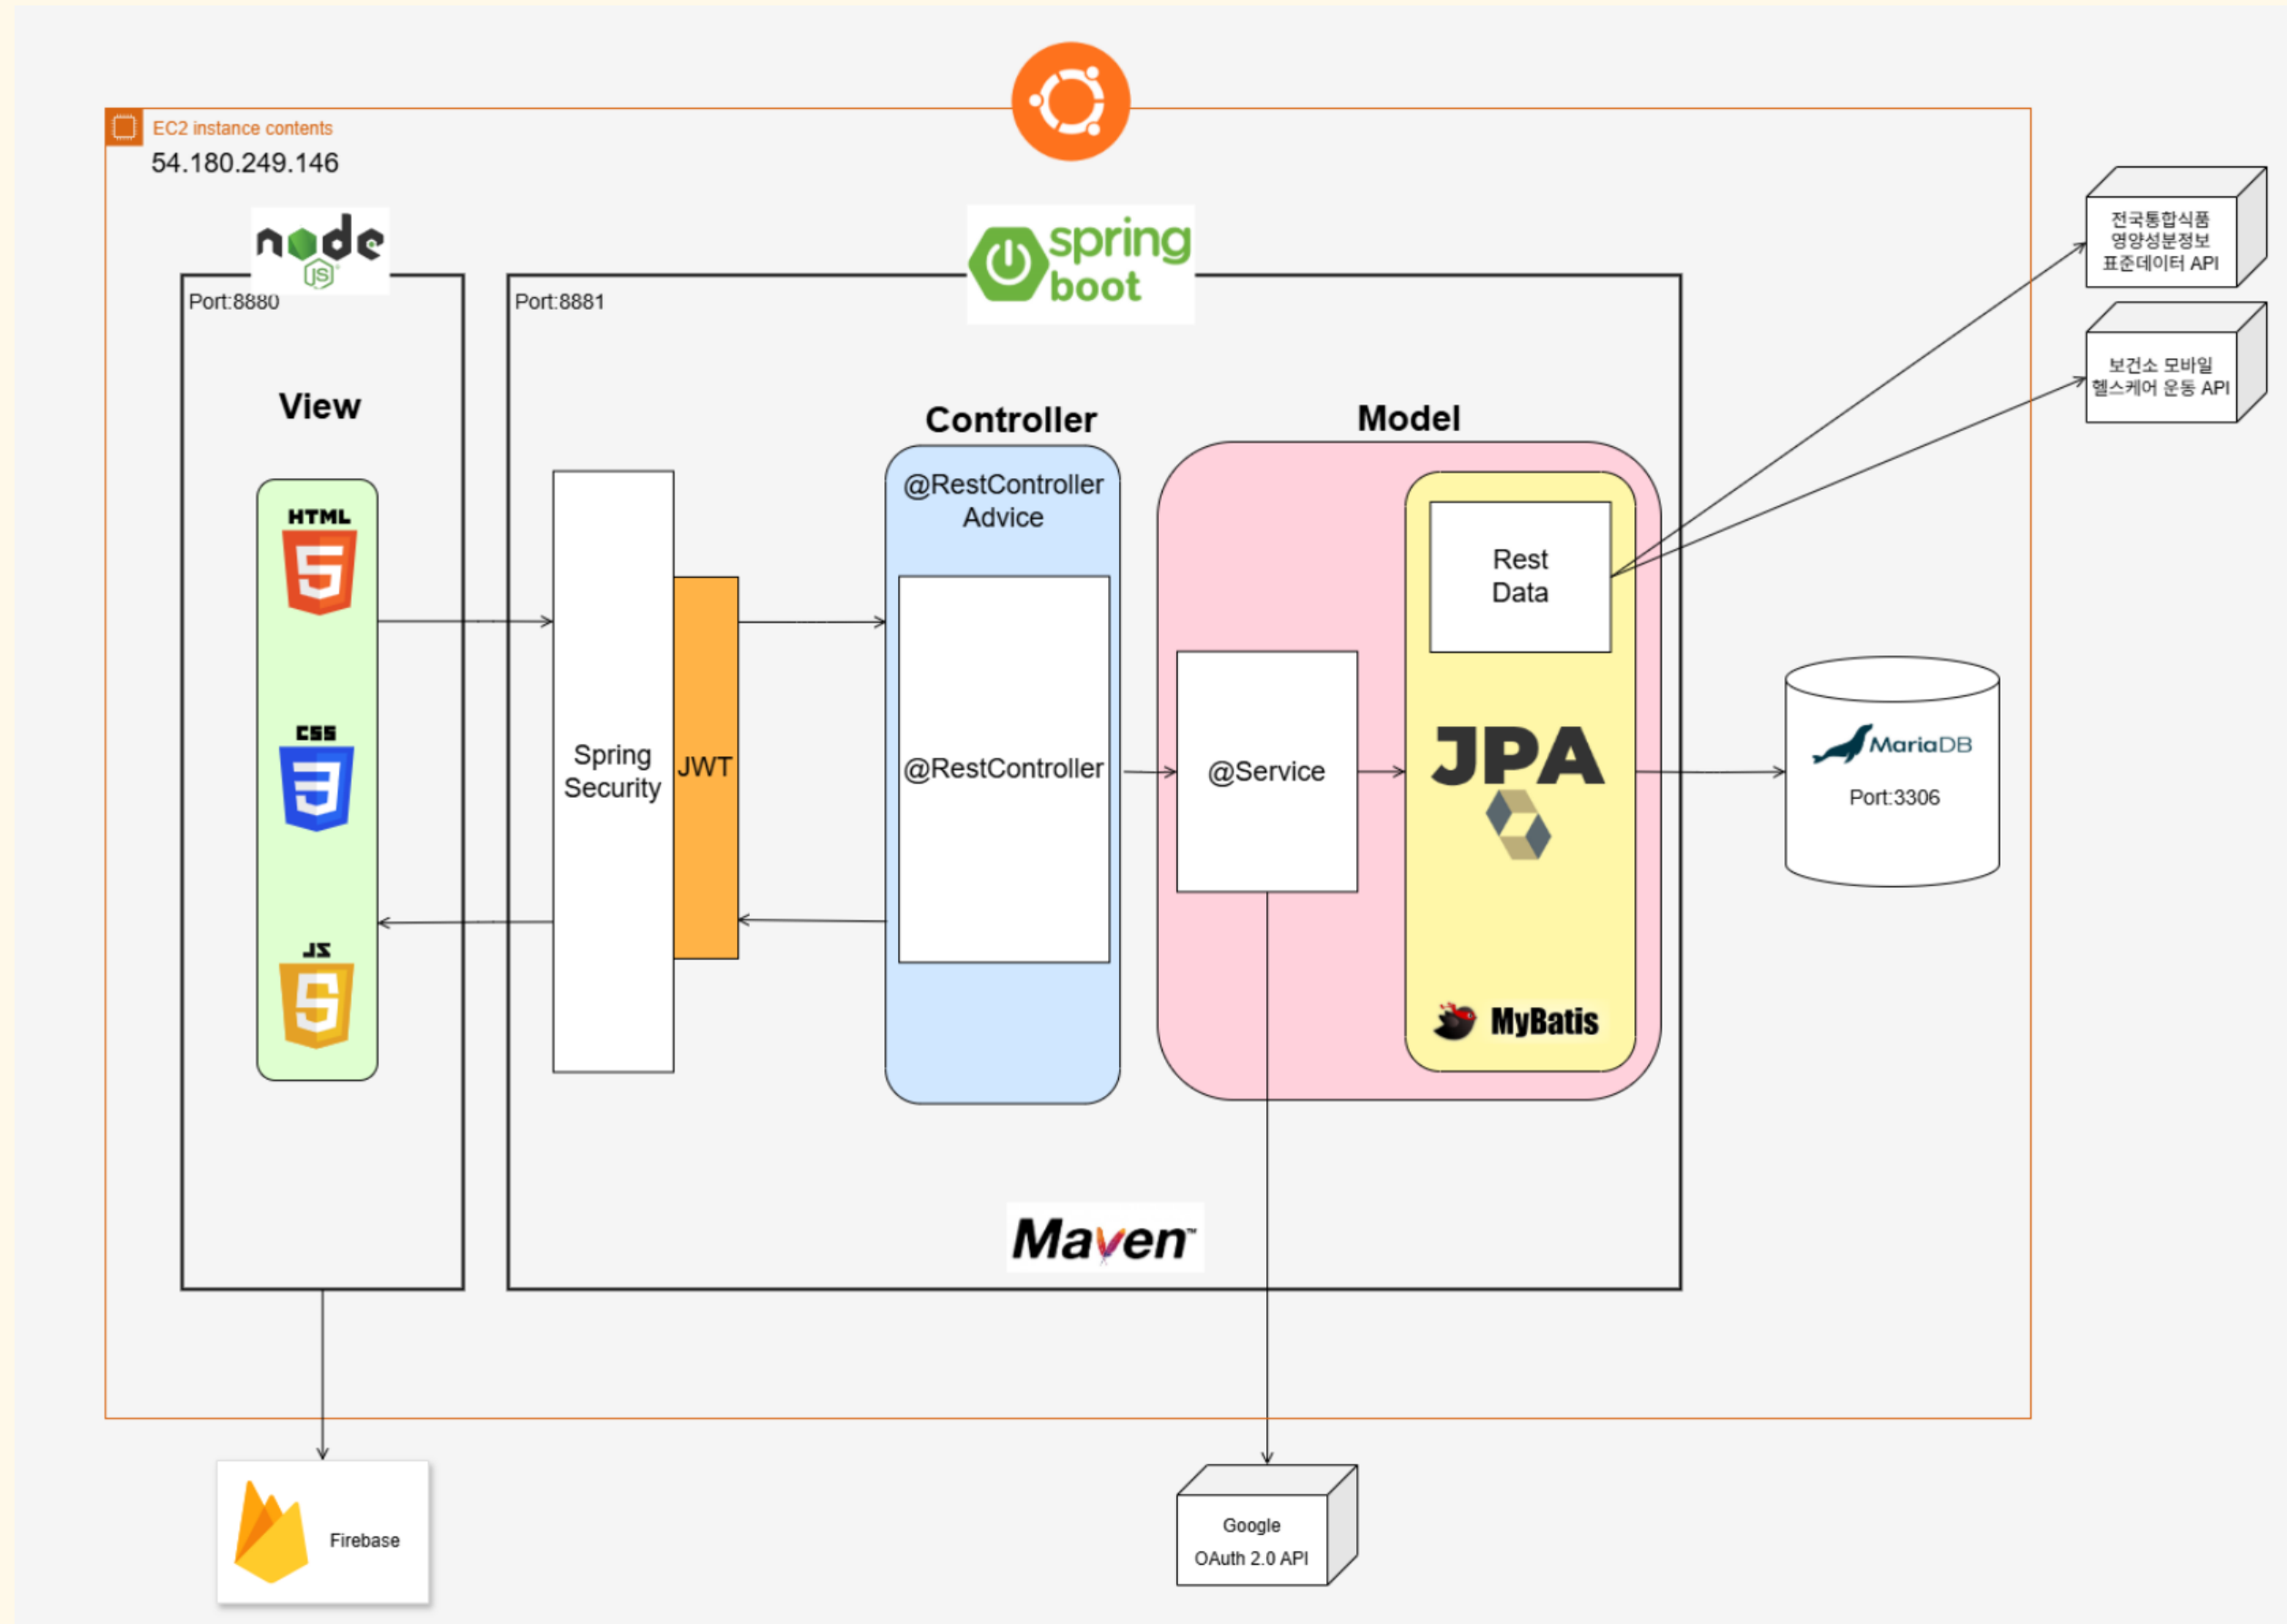 EC2 instance contents
54.180.249.146
node
JS
Port:8880
View
HTML
CSS
JS
spring
boot
Port:8881
Spring
Security
JWT
Controller
@RestController
Advice
@RestController
Model
@Service
Rest
Data
JPA
MyBatis
Maven™
MariaDB
Port:3306
전국통합식품
영양성분정보
표준데이터 API
보건소 모바일
헬스케어 운동 API
Firebase
Google
OAuth 2.0 API